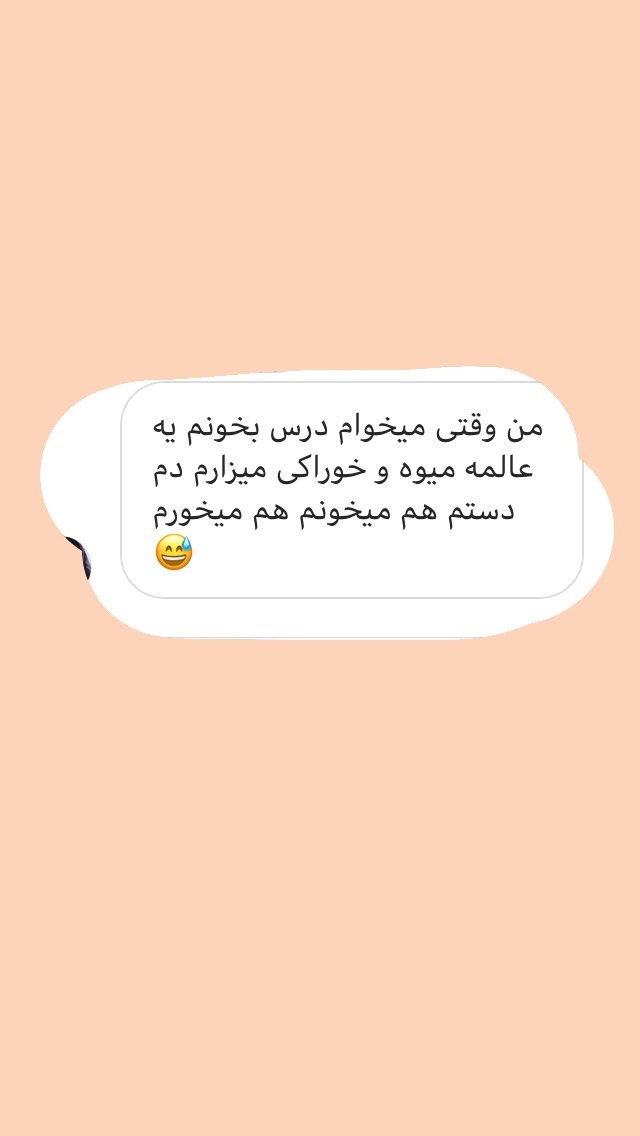 من وقتی میخوام درس بخونم یه
عالمه میوه و خوراکی میزارم دم
دستم هم میخونم هم میخورم
😅